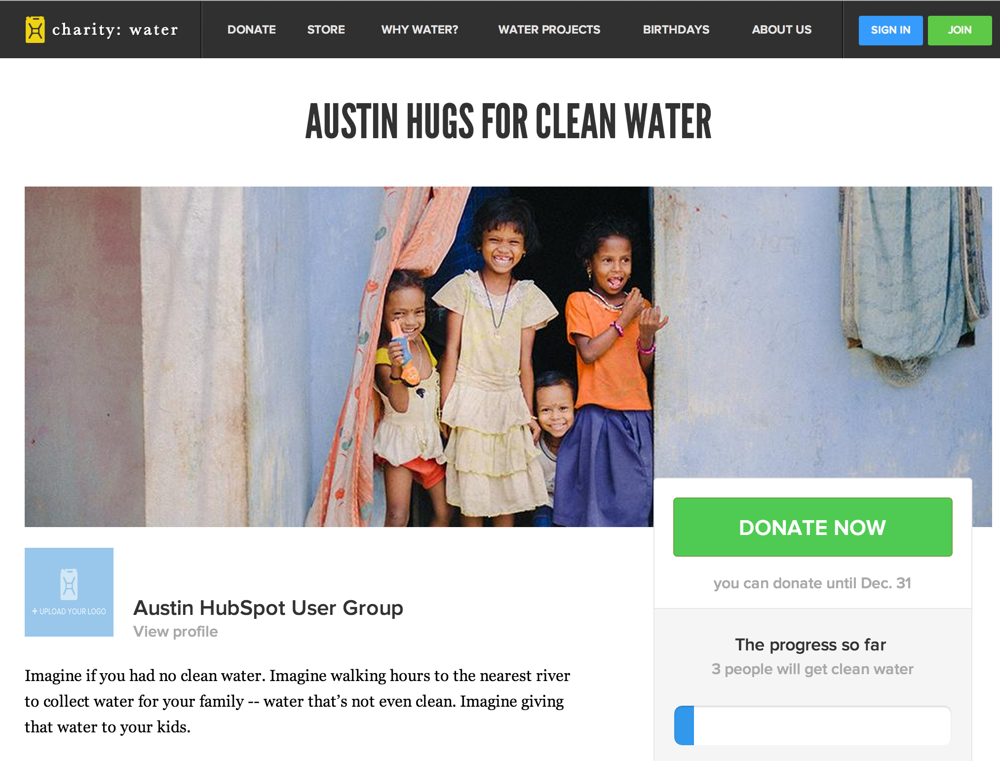 charity: water
DONATE
STORE
WHY WATER?
WATER PROJECTS
BIRTHDAYS
ABOUT US
SIGN IN
JOIN
AUSTIN HUGS FOR CLEAN WATER
DONATE NOW
you can donate until Dec. 31
+ UPLOAD YOUR LOGO
Austin HubSpot User Group
View profile
Imagine if you had no clean water. Imagine walking hours to the nearest river
to collect water for your family -- water that’s not even clean. Imagine giving
that water to your kids.
The progress so far
3 people will get clean water